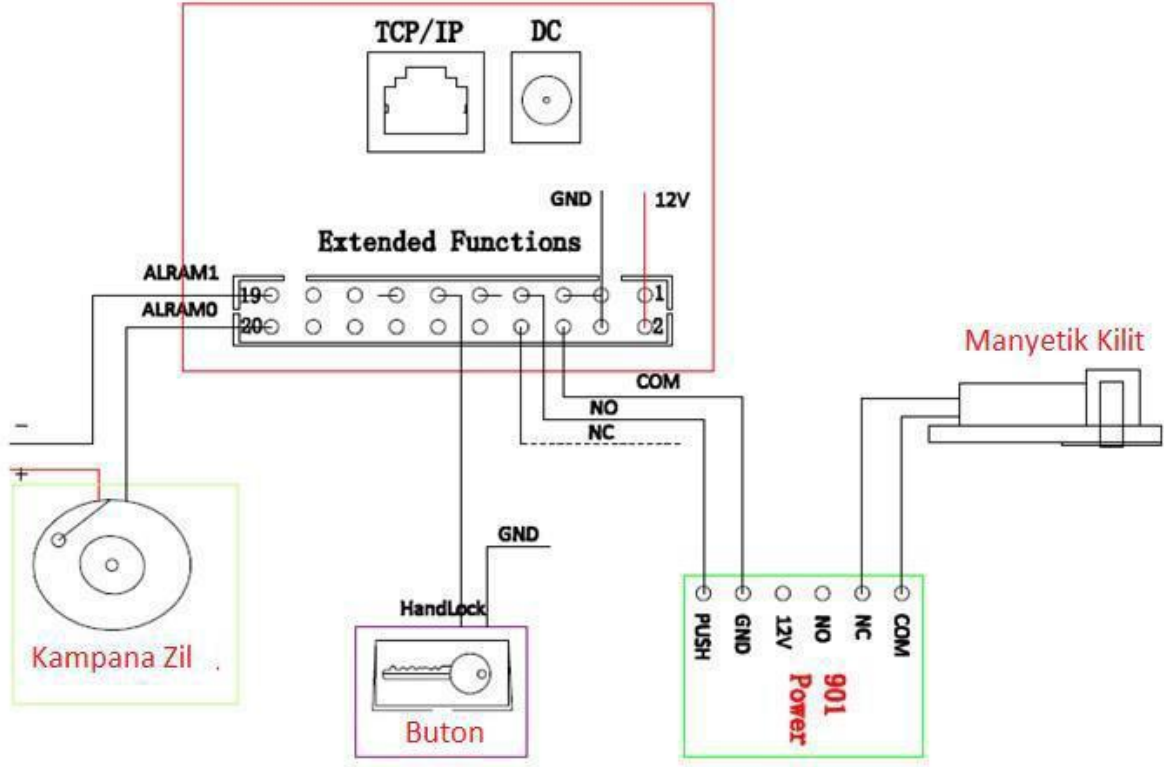 TCP/IP
DC
GND
12V
Extended Functions
ALRAM1
19
1
ALRAM0
20
2
Manyetik Kilit
COM
NO
NC
-
+
GND
HandLock
PUSH
GND
12V
NO
NC
COM
901
Power
Kampana Zil .
Buton